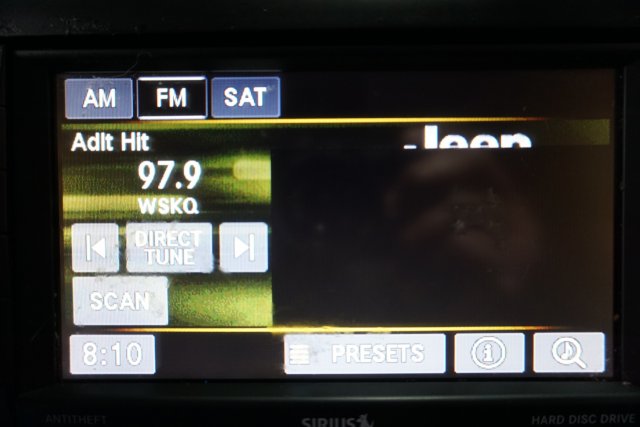 AM FM SAT
Adlt Hit
Jeep
97.9
WSKQ
DIRECT
TUNE
SCAN
8:10 PRESETS i
ANTITHEFT SIRIUS HARD DISC DRIVE